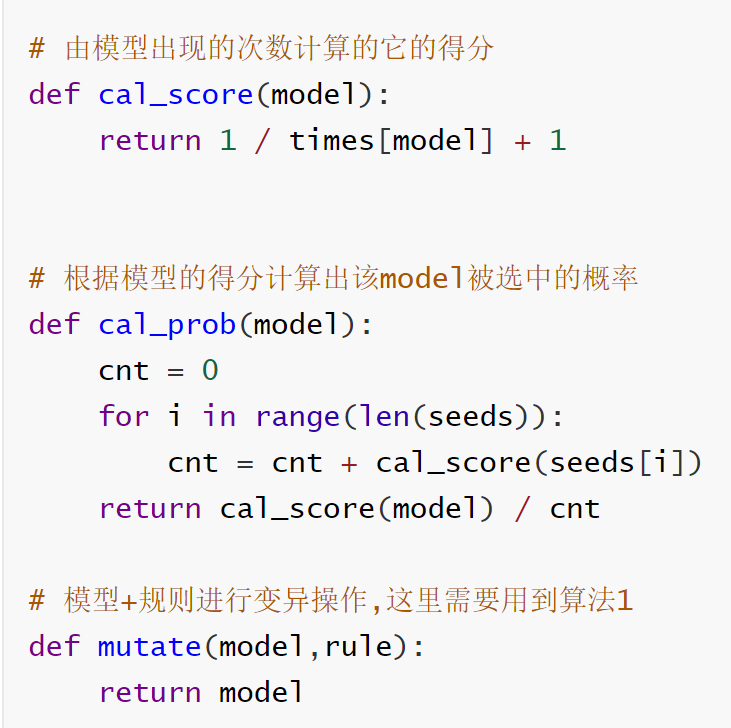 # 由模型出现的次数计算的它的得分
def cal_score(model):
    return 1 / times[model] + 1
# 根据模型的得分计算出该model被选中的概率
def cal_prob(model):
    cnt = 0
    for i in range(len(seeds)):
        cnt = cnt + cal_score(seeds[i])
    return cal_score(model) / cnt
# 模型+规则进行变异操作,这里需要用到算法1
def mutate(model,rule):
    return model